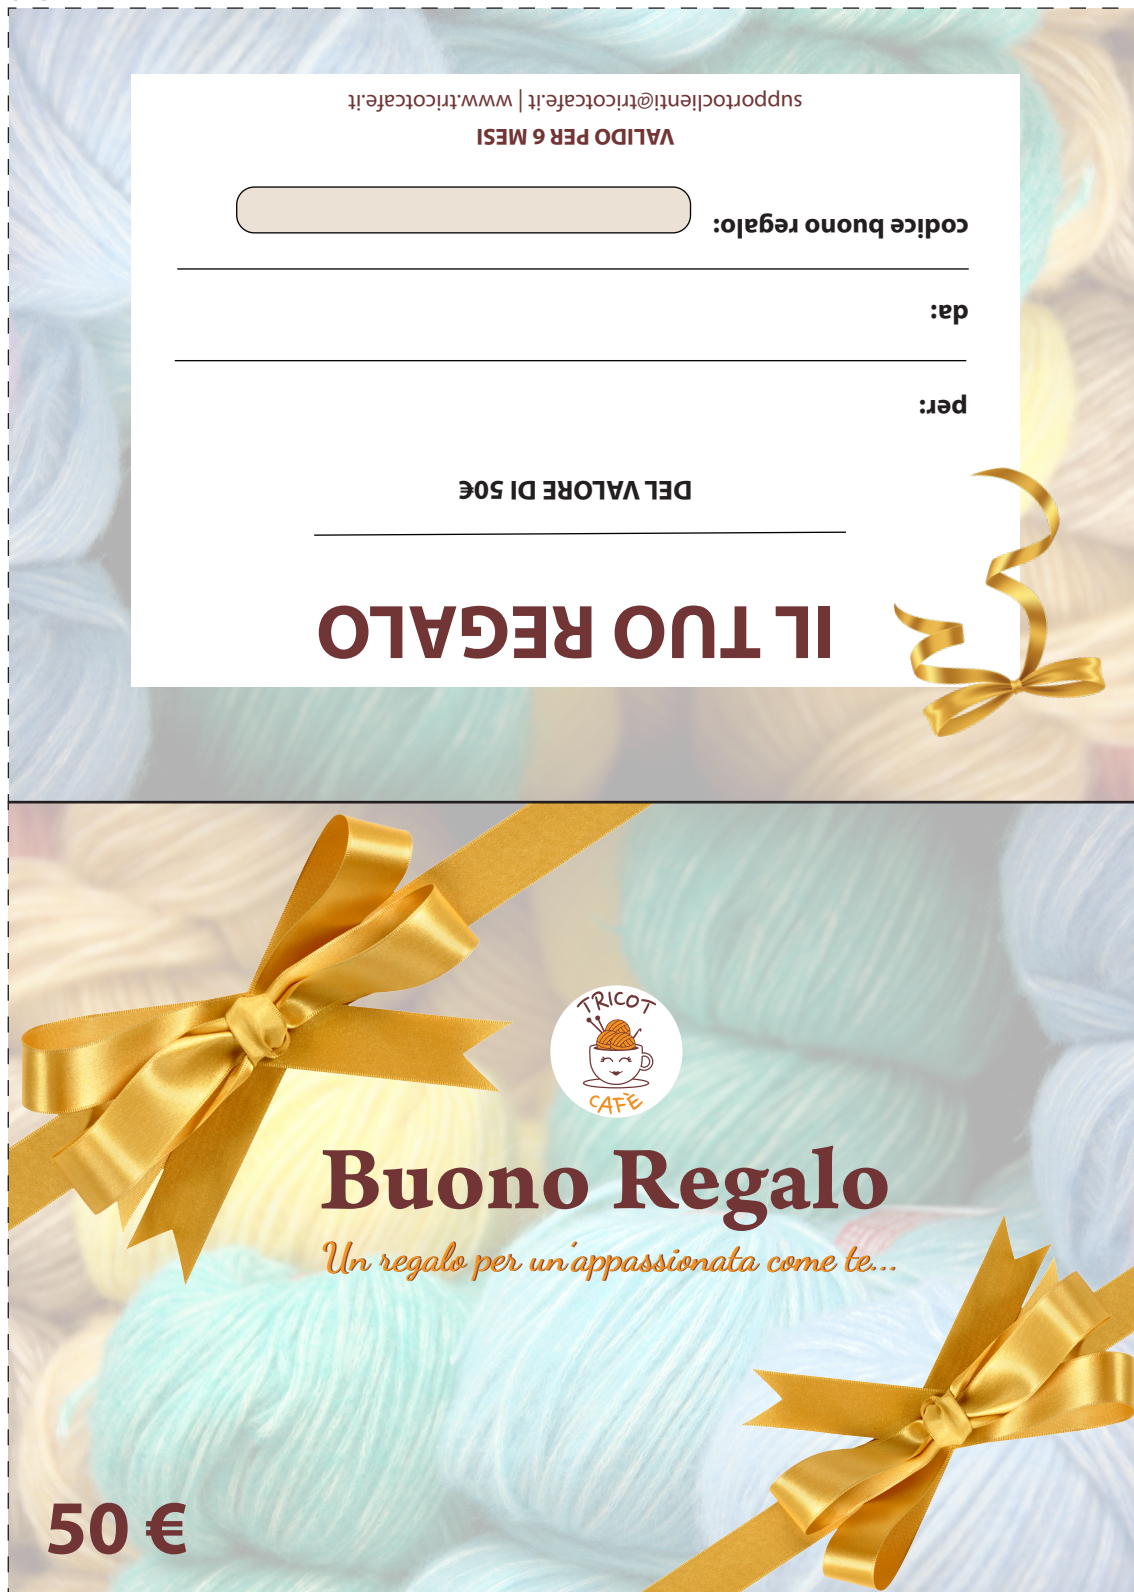 IL TUO REGALO
DEL VALORE DI 50€
per:
da:
codice buono regalo:
VALIDO PER 6 MESI
supportoclienti@tricotcafe.it | www.tricotcafe.it
TRICOT
CAFÈ
Buono Regalo
Un regalo per un'appassionata come te...
50 €